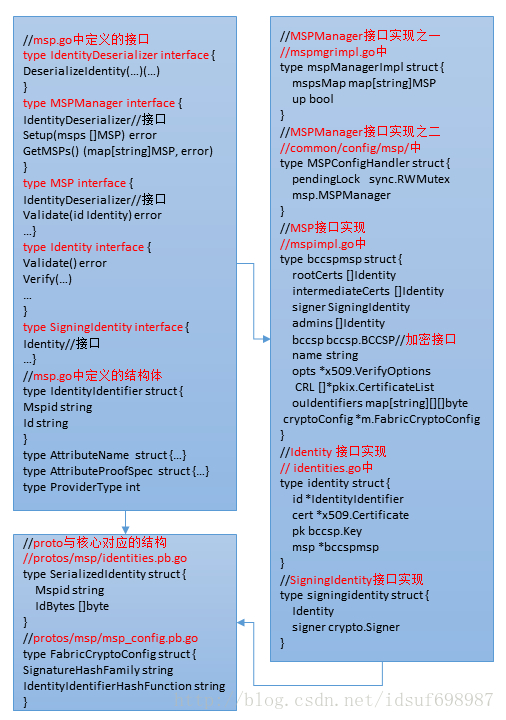 //msp.go中定义的接口
type IdentityDeserializer interface {
DeserializeIdentity(...)(...)
}
type MSPManager interface {
IdentityDeserializer//接口
Setup(msps []MSP) error
GetMSPs() (map[string]MSP, error)
}
type MSP interface {
IdentityDeserializer//接口
Validate(id Identity) error
...}
type Identity interface {
Validate() error
Verify(...)
...
}
type SigningIdentity interface {
Identity//接口
...}
//msp.go中定义的结构体
type IdentityIdentifier struct {
Mspid string
Id string
}
type AttributeName struct {...}
type AttributeProofSpec struct {...}
type ProviderType int
//proto与核心对应的结构
//protos/msp/identities.pb.go
type SerializedIdentity struct {
Mspid string
IdBytes []byte
}
//protos/msp/msp_config.pb.go
type FabricCryptoConfig struct {
SignatureHashFamily string
IdentityIdentifierHashFunction string
}
//MSPManager接口实现之一
//mspmgrimpl.go中
type mspManagerImpl struct {
mspsMap map[string]MSP
up bool
}
//MSPManager接口实现之二
//common/config/msp/中
type MSPConfigHandler struct {
pendingLock sync.RWMutex
msp.MSPManager
}
//MSP接口实现
//mspimpl.go中
type bccspmsp struct {
rootCerts []Identity
intermediateCerts []Identity
signer SigningIdentity
admins []Identity
bccsp bccsp.BCCSP//加密接口
name string
opts *x509.VerifyOptions
CRL []*pkix.CertificateList
ouIdentifiers map[string][][]byte
cryptoConfig *m.FabricCryptoConfig
}
//Identity 接口实现
// identities.go中
type identity struct {
id *IdentityIdentifier
cert *x509.Certificate
pk bccsp.Key
msp *bccspmsp
}
//SigningIdentity接口实现
type signingidentity struct {
Identity
signer crypto.Signer
}
https://blog.csdn.net/idsuf698987